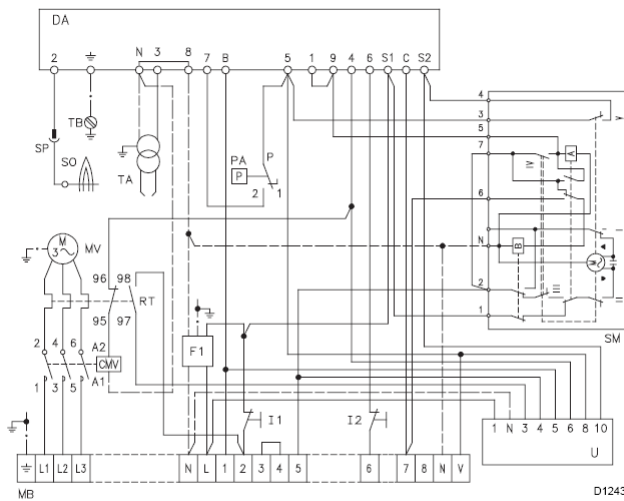 DA
2 N 3 8 7 B 5 1 9 4 6 S1 C S2
TB
SP
SO
TA
PA P P
2 1
4
3
5
7
6
N
2
1
A
B
M
I
II
III
IV
V
SM
M
3
MV
96 98
RT
95 97
2 4 6 A2
CMV
1 3 5 A1
F1
I1
I2
1 N 3 4 5 6 8 10
U
L1 L2 L3 N L 1 2 3 4 5 6 7 8 N V
MB
D1243